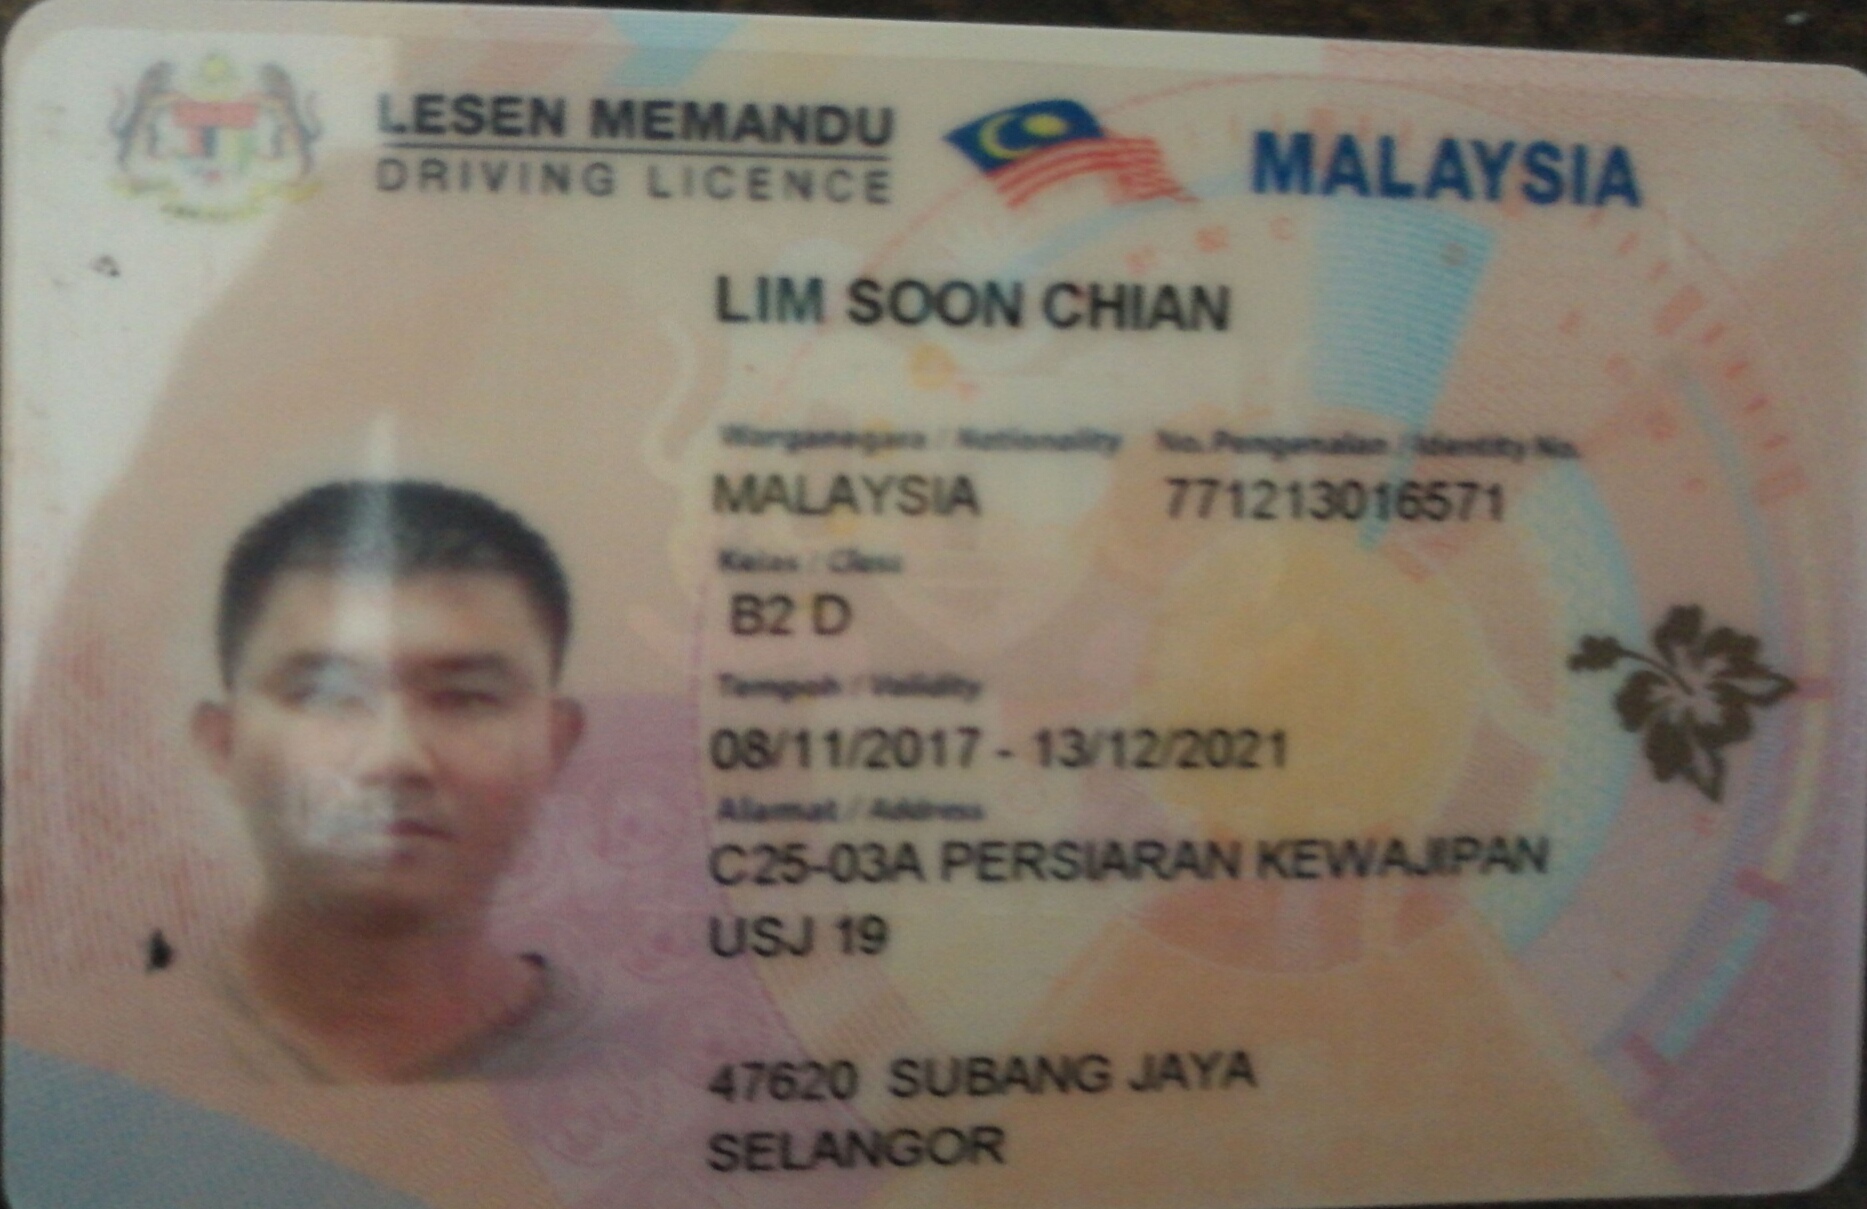 LESEN MEMANDU
DRIVING LICENCE
MALAYSIA
LIM SOON CHIAN
Warganegara / Nationality No. Pengenalan / Identity No.
MALAYSIA 771213016571
Kelas / Class
B2 D
Tempoh / Validity
08/11/2017 - 13/12/2021
Alamat / Address
C25-03A PERSIARAN KEWAJIPAN
USJ 19
47620 SUBANG JAYA
SELANGOR